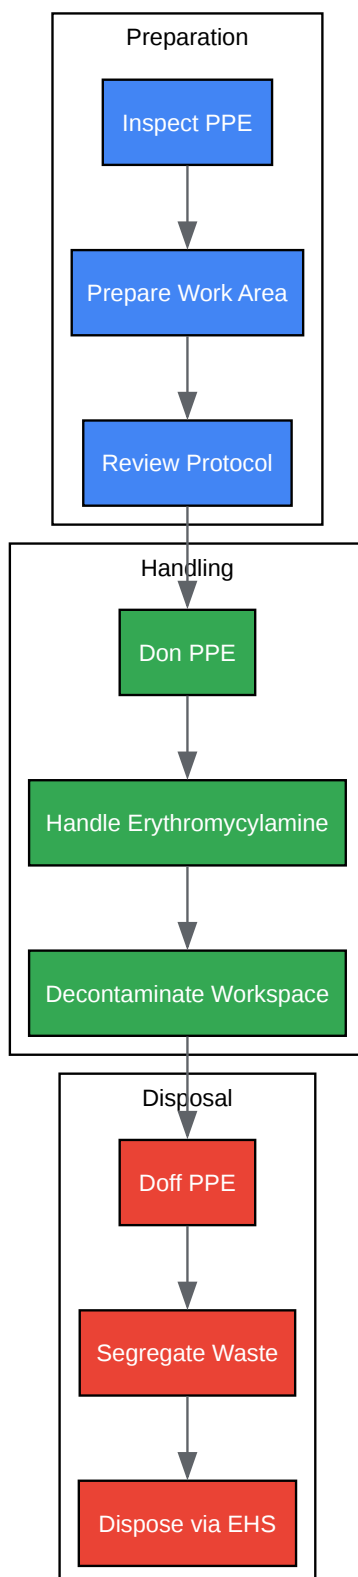 Preparation
Inspect PPE
Prepare Work Area
Review Protocol
Handling
Don PPE
Handle Erythromycylamine
Decontaminate Workspace
Disposal
Doff PPE
Segregate Waste
Dispose via EHS